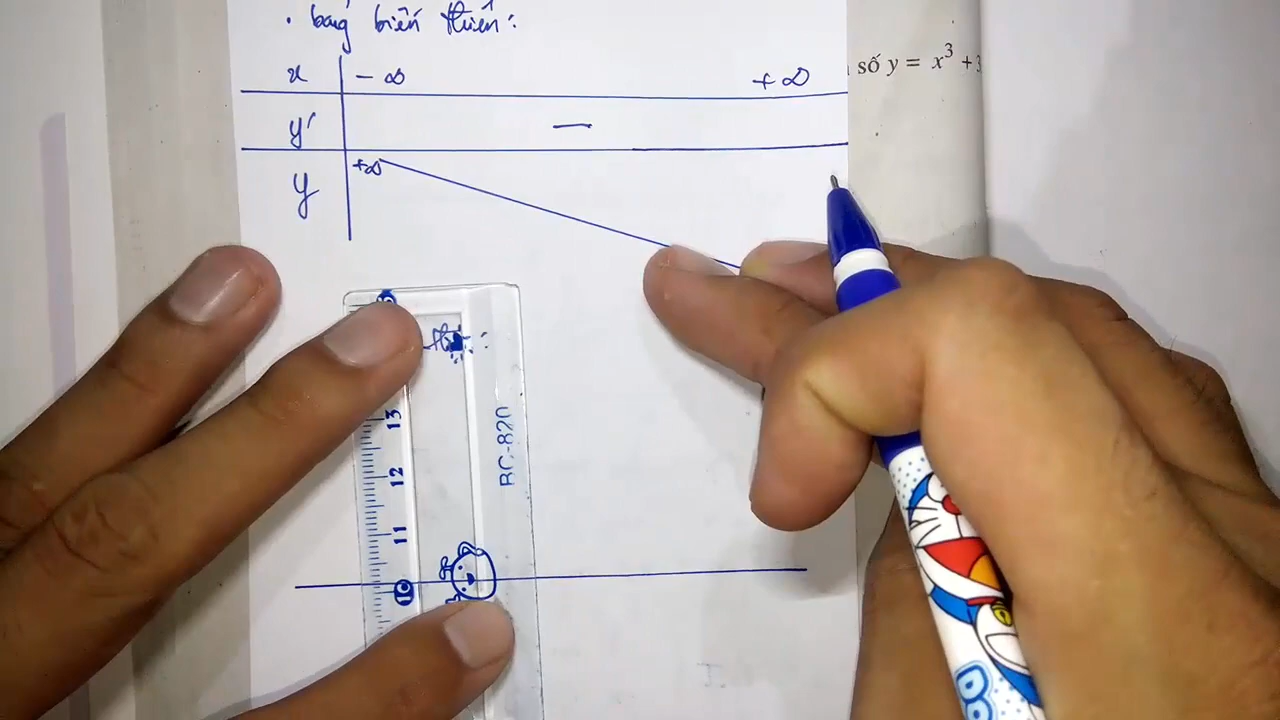 . bảng biến thiên:
x - ∞ + ∞
số y = x³ + 3
y' —
+∞
y
13
12
RC-820
11
10